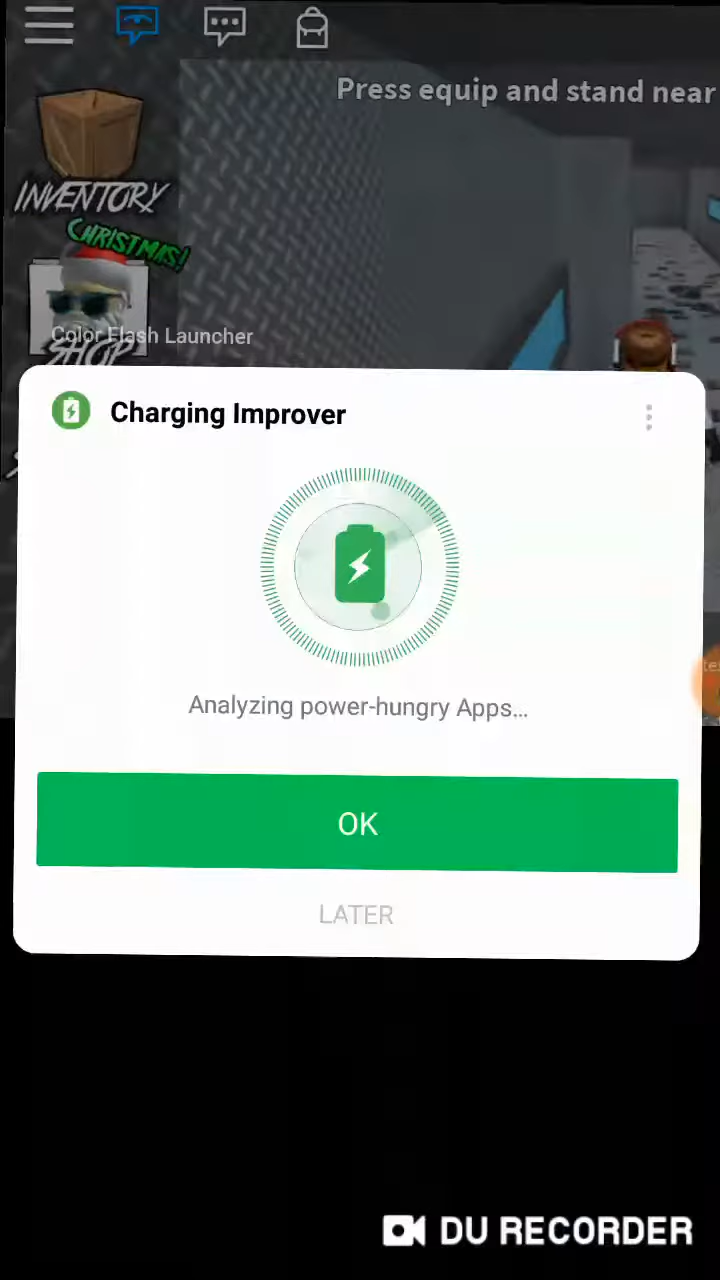 Press equip and stand near
INVENTORY
CHRISTMAS!
Color Flash Launcher
SHOP
Charging Improver
Analyzing power-hungry Apps...
OK
LATER
DU RECORDER